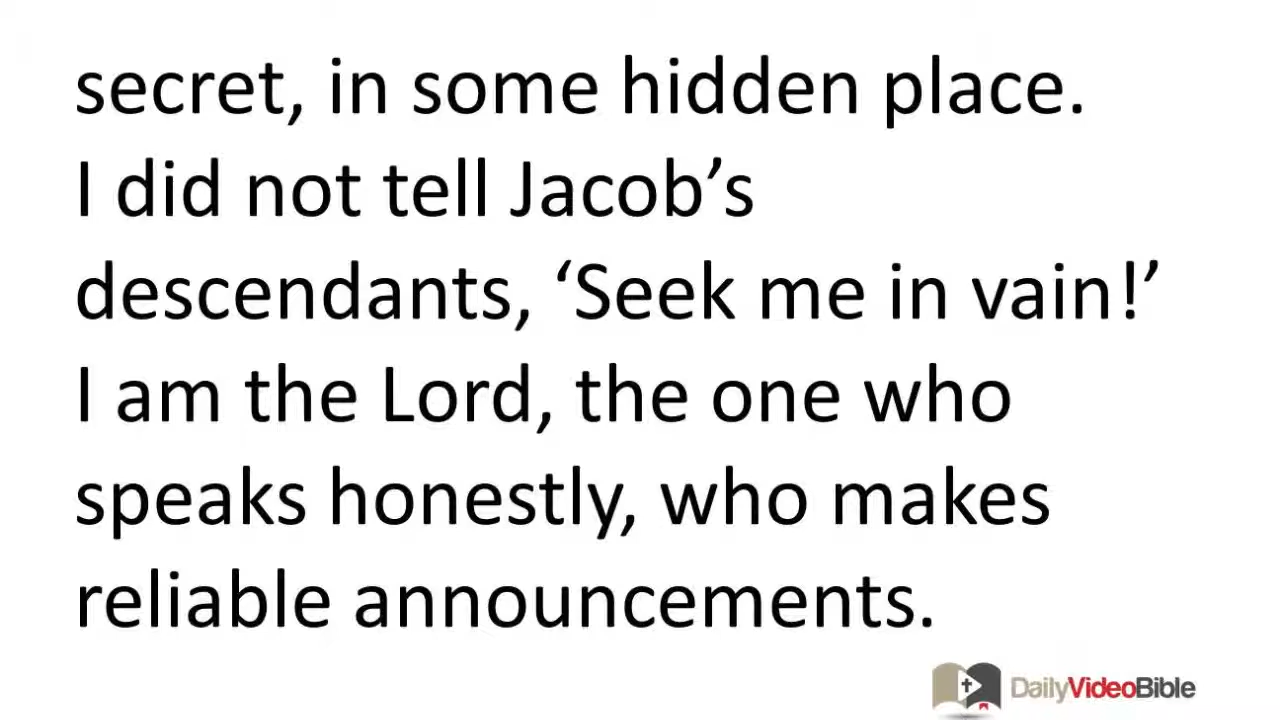 secret, in some hidden place.
I did not tell Jacob’s
descendants, ‘Seek me in vain!’
I am the Lord, the one who
speaks honestly, who makes
reliable announcements.
DailyVideoBible